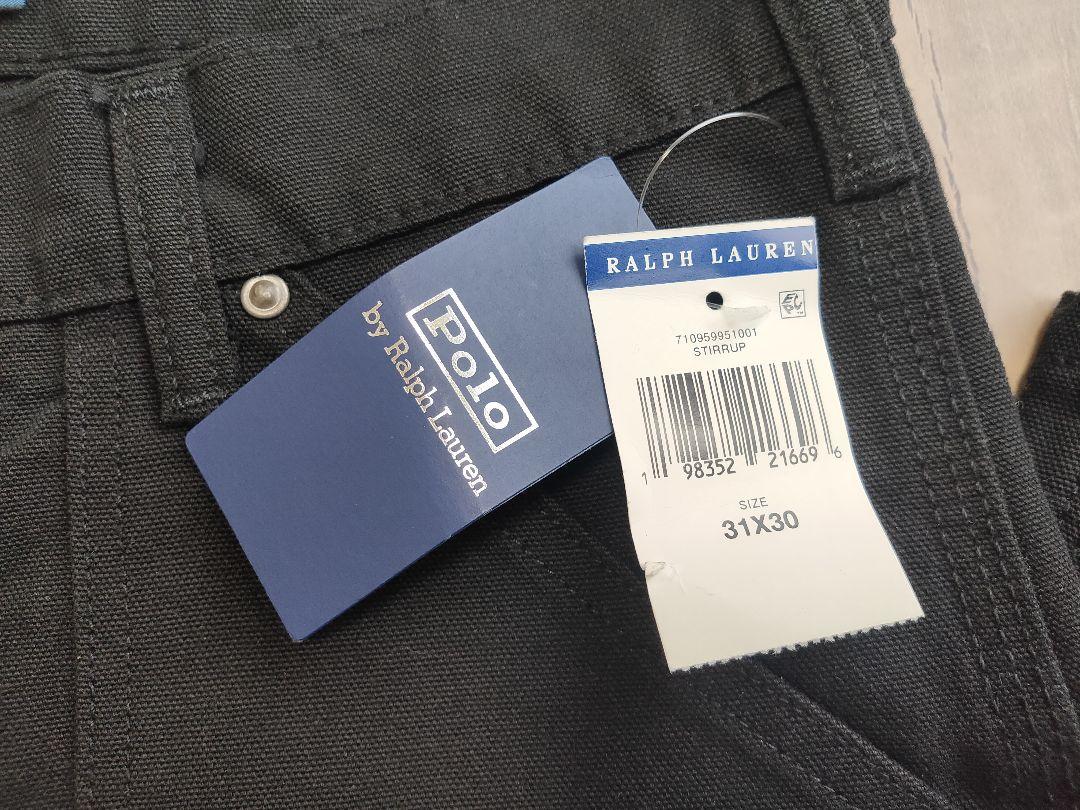 Polo
by Ralph Lauren
RALPH LAUREN
710959951001
STIRRUP
1 98352 21669 6
SIZE
31X30